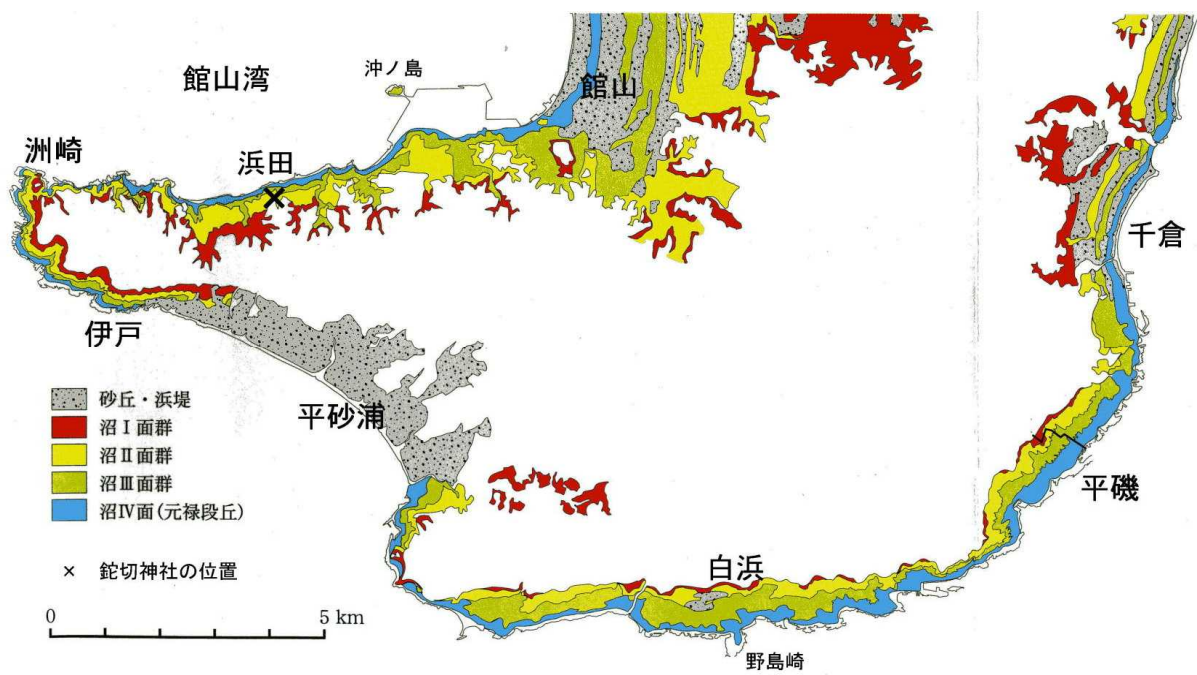 館山湾
沖ノ島
館山
洲崎
浜田
千倉
伊戸
砂丘・浜堤
沼Ⅰ面群
沼Ⅱ面群
沼Ⅲ面群
沼Ⅳ面(元禄段丘)
× 鉈切神社の位置
0 5 km
平砂浦
平磯
白浜
野島崎